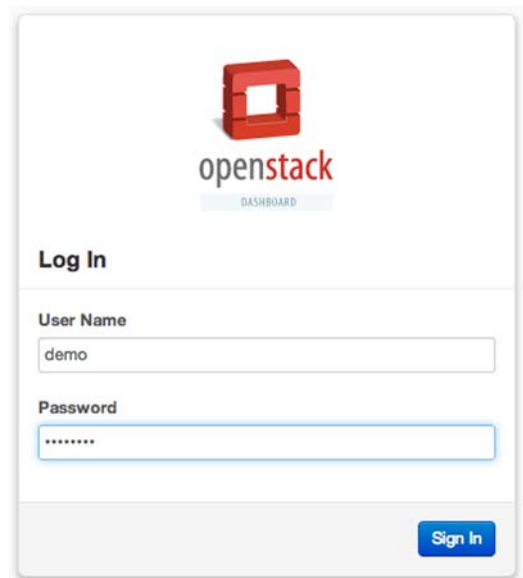 openstack
DASHBOARD
Log In
User Name
demo
Password
••••••••
Sign In